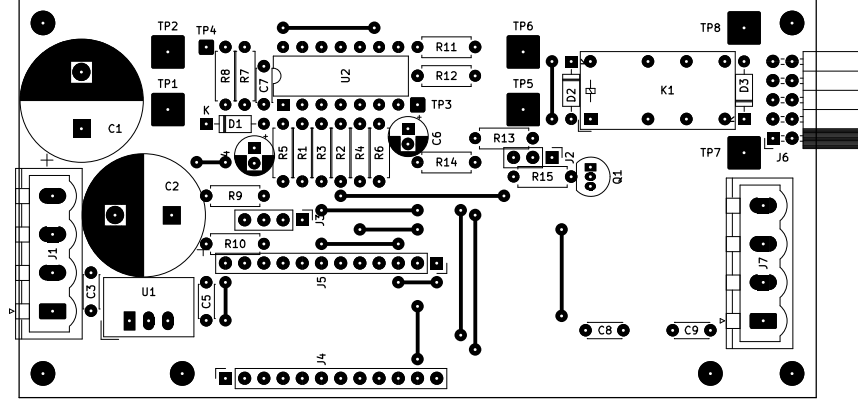 TP2
TP4
TP6
TP8
R11
R8
R7
C7
U2
R12
K1
D2
D3
TP1
TP3
TP5
C1
K
D1
C6
R13
R5
R1
R3
R2
R4
R6
4
R14
J2
TP7
J6
R15
Q1
C2
R9
J3
J1
R10
J5
J7
C3
U1
C5
C8
C9
J4